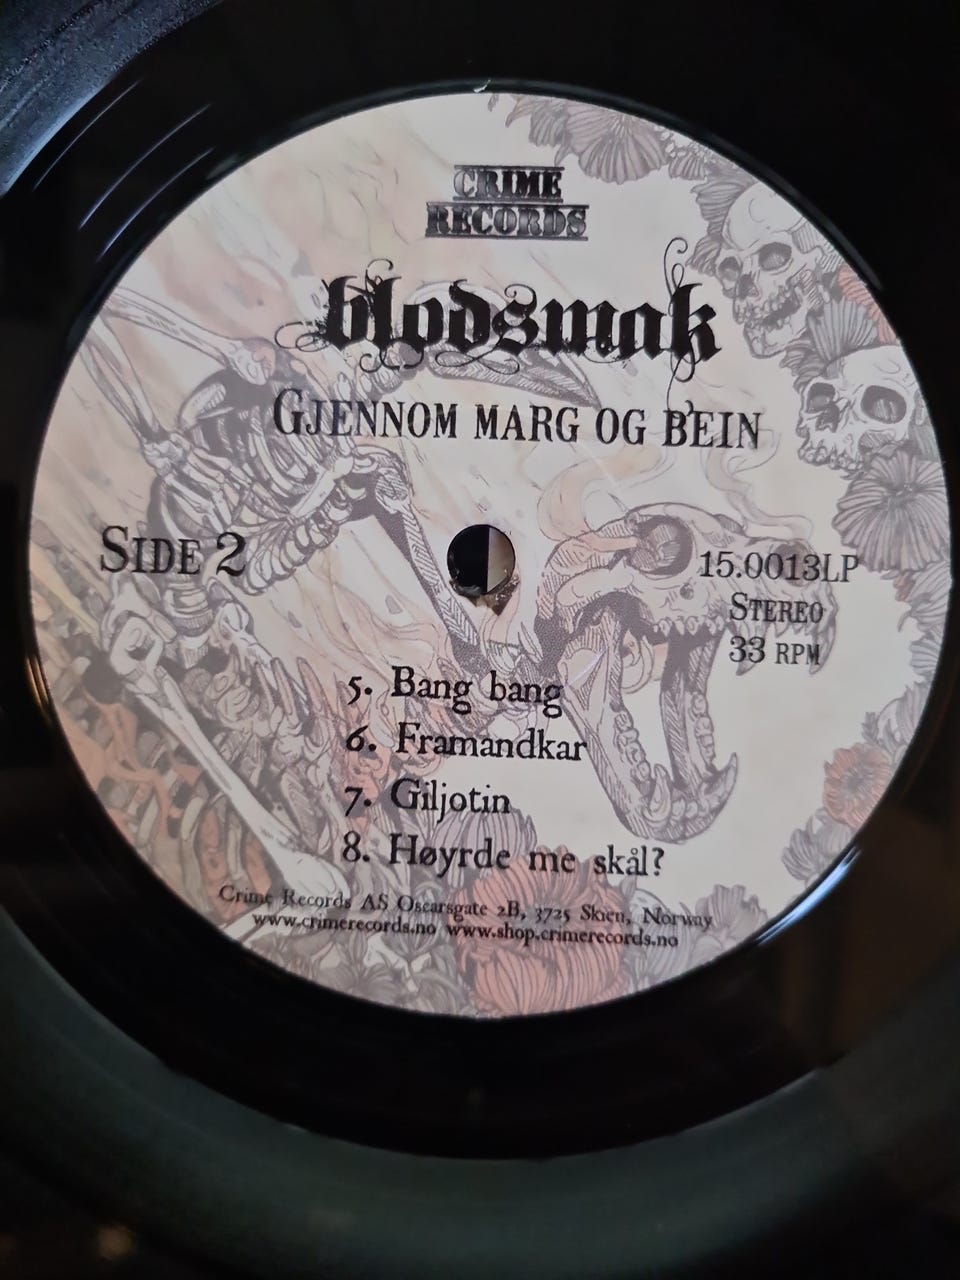 CRIME
RECORDS
blodsmak
GJENNOM MARG OG BEIN
SIDE 2
15.0013LP
STEREO
33 RPM
5. Bang bang
6. Framandkar
7. Giljotin
8. Høyrde me skål?
Crime Records AS Oscarsgate 2B, 3725 Skien, Norway
www.crimerecords.no www.shop.crimerecords.no